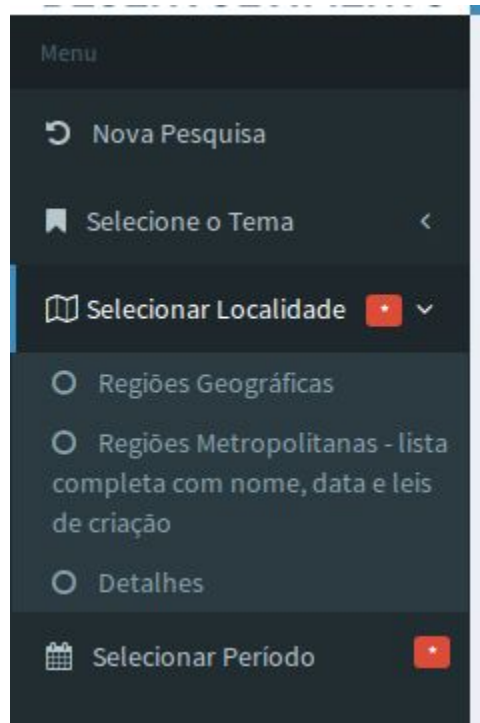 Menu
Nova Pesquisa
Selecione o Tema
Selecionar Localidade *
Regiões Geográficas
Regiões Metropolitanas - lista
completa com nome, data e leis
de criação
Detalhes
Selecionar Período *